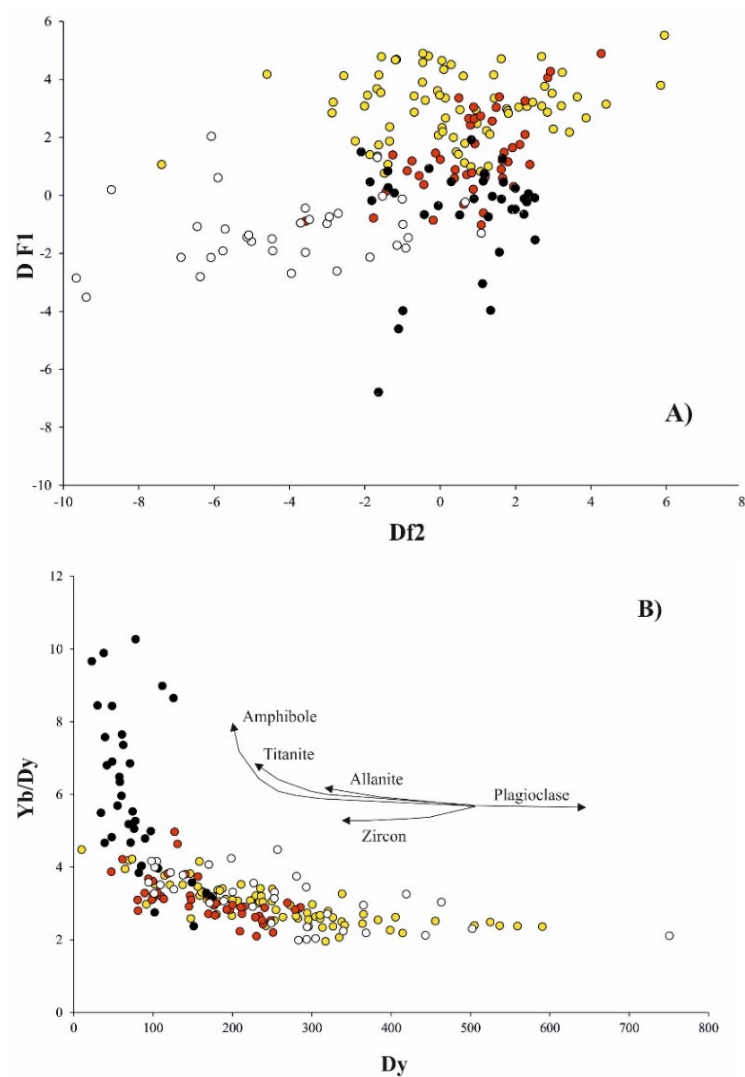 6
4
2
0
-2
-4
-6
-8
-10
D F1
A)
-10 -8 -6 -4 -2 0 2 4 6 8
Df2
12
10
8
6
4
2
0
Yb/Dy
B)
Amphibole
Titanite
Allanite
Plagioclase
Zircon
0 100 200 300 400 500 600 700 800
Dy